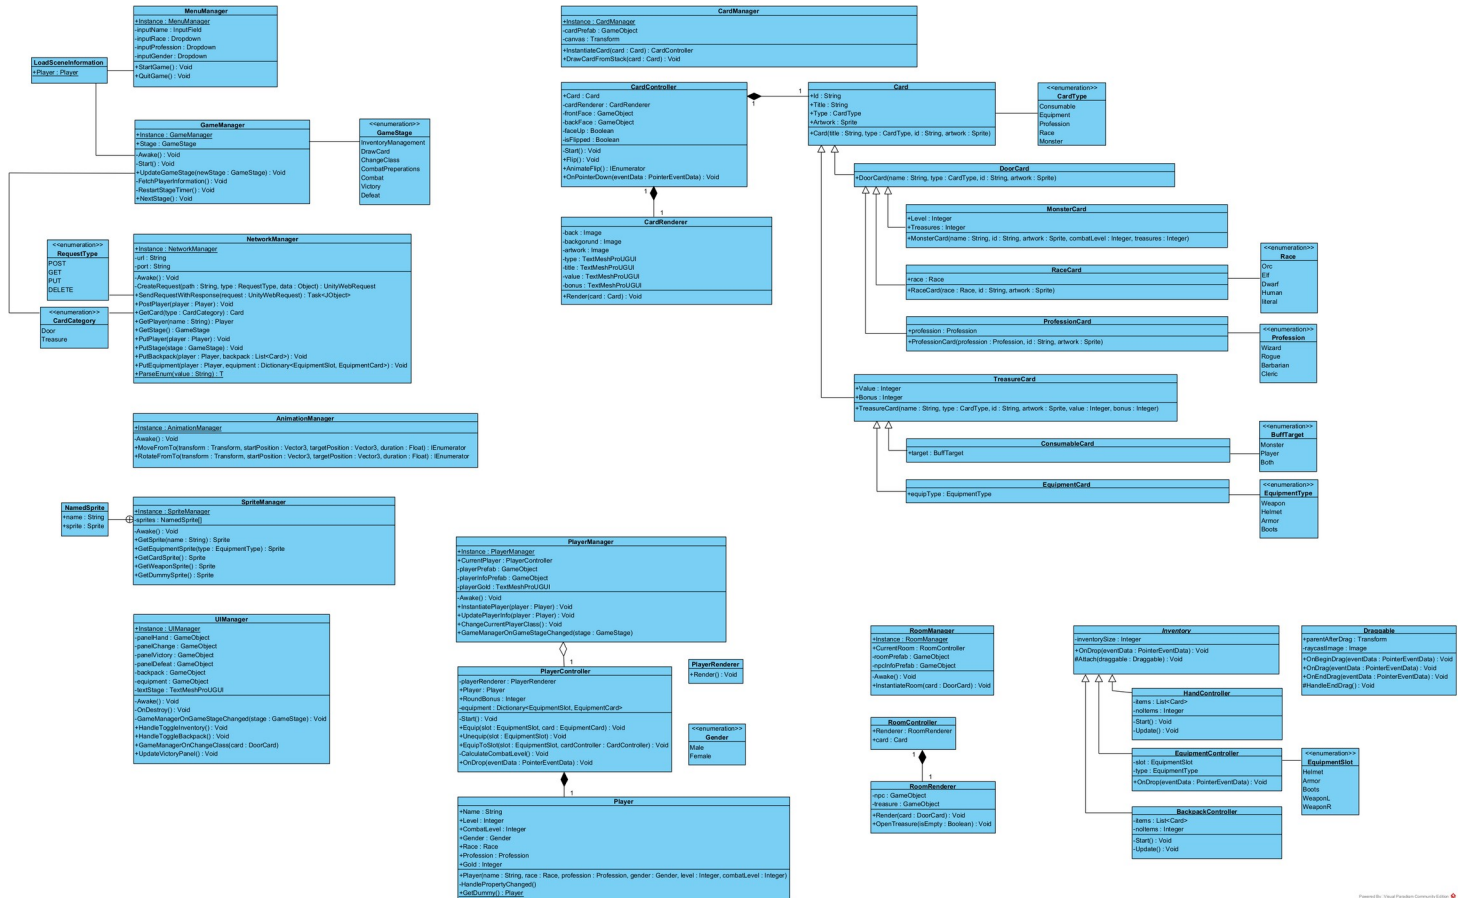 MenuManager
+Instance : MenuManager
-inputName : InputField
-inputRace : Dropdown
-inputProfession : Dropdown
-inputGender : Dropdown
+StartGame() : Void
+QuitGame() : Void
LoadSceneInformation
+Player : Player
GameManager
+Instance : GameManager
+Stage : GameStage
-Awake() : Void
-Start() : Void
+UpdateGameStage(newStage : GameStage) : Void
-FetchPlayerInformation() : Void
-RestartStageTimer() : Void
+NextStage() : Void
<<enumeration>>
GameStage
InventoryManagement
DrawCard
ChangeClass
CombatPreperations
Combat
Victory
Defeat
<<enumeration>>
RequestType
POST
GET
PUT
DELETE
<<enumeration>>
CardCategory
Door
Treasure
NetworkManager
+Instance : NetworkManager
-url : String
-port : String
-Awake() : Void
-CreateRequest(path : String, type : RequestType, data : Object) : UnityWebRequest
+SendRequestWithResponse(request : UnityWebRequest) : Task<JObject>
+PostPlayer(player : Player) : Void
+GetCard(type : CardCategory) : Card
+GetPlayer(name : String) : Player
+GetStage() : GameStage
+PutPlayer(player : Player) : Void
+PutStage(stage : GameStage) : Void
+PutBackpack(player : Player, backpack : List<Card>) : Void
+PutEquipment(player : Player, equipment : Dictionary<EquipmentSlot, EquipmentCard>) : Void
+ParseEnum(value : String) : T
AnimationManager
+Instance : AnimationManager
-Awake() : Void
+MoveFromTo(transform : Transform, startPosition : Vector3, targetPosition : Vector3, duration : Float) : IEnumerator
+RotateFromTo(transform : Transform, startPosition : Vector3, targetPosition : Vector3, duration : Float) : IEnumerator
NamedSprite
+name : String
+sprite : Sprite
SpriteManager
+Instance : SpriteManager
-sprites : NamedSprite[]
-Awake() : Void
+GetSprite(name : String) : Sprite
+GetEquipmentSprite(type : EquipmentType) : Sprite
+GetCardSprite() : Sprite
+GetWeaponSprite() : Sprite
+GetDummySprite() : Sprite
UIManager
+Instance : UIManager
-panelHand : GameObject
-panelChange : GameObject
-panelVictory : GameObject
-panelDefeat : GameObject
-backpack : GameObject
-equipment : GameObject
-textStage : TextMeshProUGUI
-Awake() : Void
-OnDestroy() : Void
-GameManagerOnGameStageChanged(stage : GameStage) : Void
+HandleToggleInventory() : Void
+HandleToggleBackpack() : Void
+GameManagerOnChangeClass(card : DoorCard)
+UpdateVictoryPanel() : Void
CardManager
+Instance : CardManager
-cardPrefab : GameObject
-canvas : Transform
+InstantiateCard(card : Card) : CardController
+DrawCardFromStack(card : Card) : Void
CardController
+Card : Card
-cardRenderer : CardRenderer
-frontFace : GameObject
-backFace : GameObject
-faceUp : Boolean
-isFlipped : Boolean
-Start() : Void
+Flip() : Void
+AnimateFlip() : IEnumerator
+OnPointerDown(eventData : PointerEventData) : Void
1
1
1
1
CardRenderer
-back : Image
-backgorund : Image
-artwork : Image
-type : TextMeshProUGUI
-title : TextMeshProUGUI
-value : TextMeshProUGUI
-bonus : TextMeshProUGUI
+Render(card : Card) : Void
Card
+Id : String
+Title : String
+Type : CardType
+Artwork : Sprite
+Card(title : String, type : CardType, id : String, artwork : Sprite)
<<enumeration>>
CardType
Consumable
Equipment
Profession
Race
Monster
DoorCard
+DoorCard(name : String, type : CardType, id : String, artwork : Sprite)
MonsterCard
+Level : Integer
+Treasures : Integer
+MonsterCard(name : String, id : String, artwork : Sprite, combatLevel : Integer, treasures : Integer)
RaceCard
+race : Race
+RaceCard(race : Race, id : String, artwork : Sprite)
<<enumeration>>
Race
Orc
Elf
Dwarf
Human
literal
ProfessionCard
+profession : Profession
+ProfessionCard(profession : Profession, id : String, artwork : Sprite)
<<enumeration>>
Profession
Wizard
Rogue
Barbarian
Cleric
TreasureCard
+Value : Integer
+Bonus : Integer
+TreasureCard(name : String, type : CardType, id : String, artwork : Sprite, value : Integer, bonus : Integer)
ConsumableCard
+target : BuffTarget
<<enumeration>>
BuffTarget
Monster
Player
Both
EquipmentCard
+equipType : EquipmentType
<<enumeration>>
EquipmentType
Weapon
Helmet
Armor
Boots
PlayerManager
+Instance : PlayerManager
+CurrentPlayer : PlayerController
-playerPrefab : GameObject
-playerInfoPrefab : GameObject
-playerGold : TextMeshProUGUI
-Awake() : Void
+InstantiatePlayer(player : Player) : Void
+UpdatePlayerInfo(player : Player) : Void
+ChangeCurrentPlayerClass() : Void
+GameManagerOnGameStageChanged(stage : GameStage)
1
PlayerController
-playerRenderer : PlayerRenderer
+Player : Player
+RoundBonus : Integer
-equipment : Dictionary<EquipmentSlot, EquipmentCard>
-Start() : Void
+Equip(slot : EquipmentSlot, card : EquipmentCard) : Void
+Unequip(slot : EquipmentSlot) : Void
+EquipToSlot(slot : EquipmentSlot, cardController : CardController) : Void
-CalculateCombatLevel() : Void
+OnDrop(eventData : PointerEventData) : Void
1
Player
+Name : String
+Level : Integer
+CombatLevel : Integer
+Gender : Gender
+Race : Race
+Profession : Profession
+Gold : Integer
+Player(name : String, race : Race, profession : Profession, gender : Gender, level : Integer, combatLevel : Integer)
-HandlePropertyChanged()
+GetDummy() : Player
PlayerRenderer
+Render() : Void
<<enumeration>>
Gender
Male
Female
RoomManager
+Instance : RoomManager
+CurrentRoom : RoomController
-roomPrefab : GameObject
-npcInfoPrefab : GameObject
-Awake() : Void
+InstantiateRoom(card : DoorCard) : Void
RoomController
+Renderer : RoomRenderer
+card : Card
1
1
RoomRenderer
-npc : GameObject
-treasure : GameObject
+Render(card : DoorCard) : Void
+OpenTreasure(isEmpty : Boolean) : Void
Inventory
-inventorySize : Integer
+OnDrop(eventData : PointerEventData) : Void
#Attach(draggable : Draggable) : Void
Draggable
+parentAfterDrag : Transform
-raycastImage : Image
+OnBeginDrag(eventData : PointerEventData) : Void
+OnDrag(eventData : PointerEventData) : Void
+OnEndDrag(eventData : PointerEventData) : Void
#HandleEndDrag() : Void
HandController
-items : List<Card>
-noItems : Integer
-Start() : Void
-Update() : Void
EquipmentController
-slot : EquipmentSlot
-type : EquipmentType
+OnDrop(eventData : PointerEventData) : Void
<<enumeration>>
EquipmentSlot
Helmet
Armor
Boots
WeaponL
WeaponR
BackpackController
-items : List<Card>
-noItems : Integer
-Start() : Void
-Update() : Void
Powered By: Visual Paradigm Community Edition